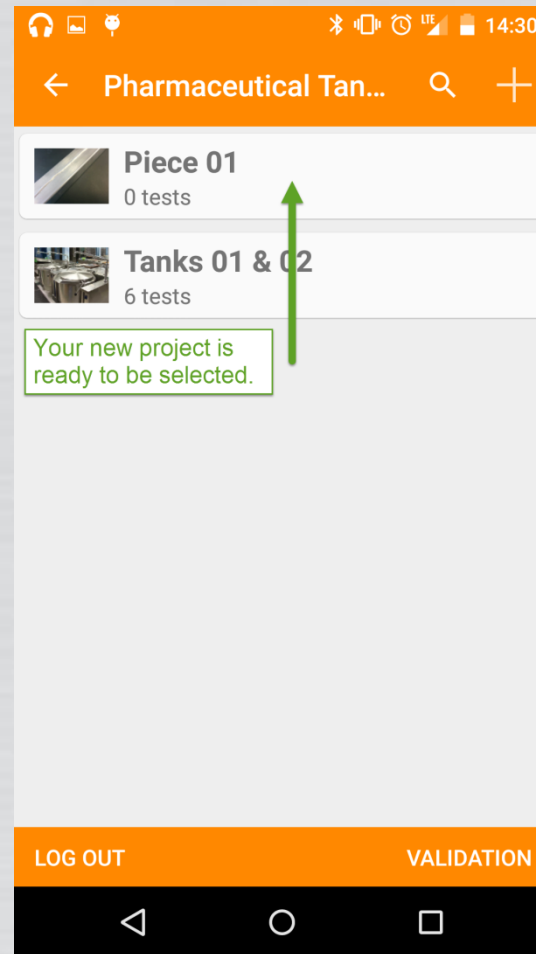 LTE 14:30
Pharmaceutical Tan...
Piece 01
0 tests
Tanks 01 & 02
6 tests
Your new project is
ready to be selected.
LOG OUT VALIDATION